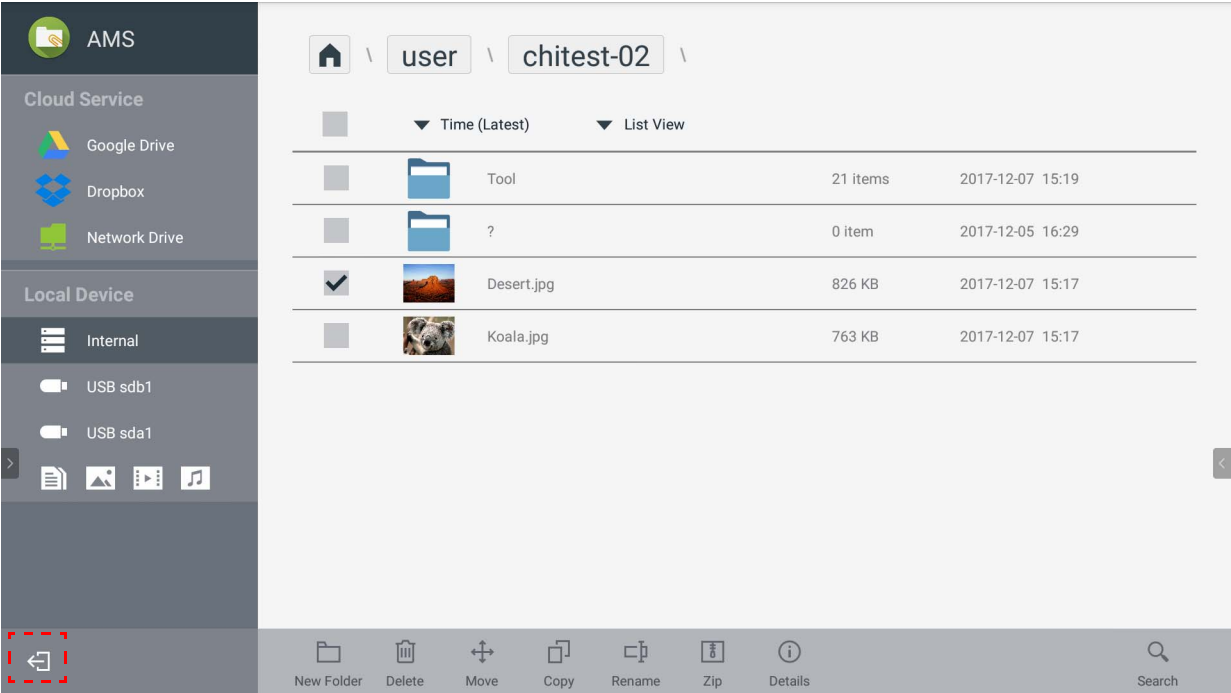 AMS
Cloud Service
Google Drive
Dropbox
Network Drive
Local Device
Internal
USB sdb1
USB sda1
\ user \ chitest-02 \
Time (Latest) List View
Tool 21 items 2017-12-07 15:19
? 0 item 2017-12-05 16:29
Desert.jpg 826 KB 2017-12-07 15:17
Koala.jpg 763 KB 2017-12-07 15:17
New Folder Delete Move Copy Rename Zip Details Search